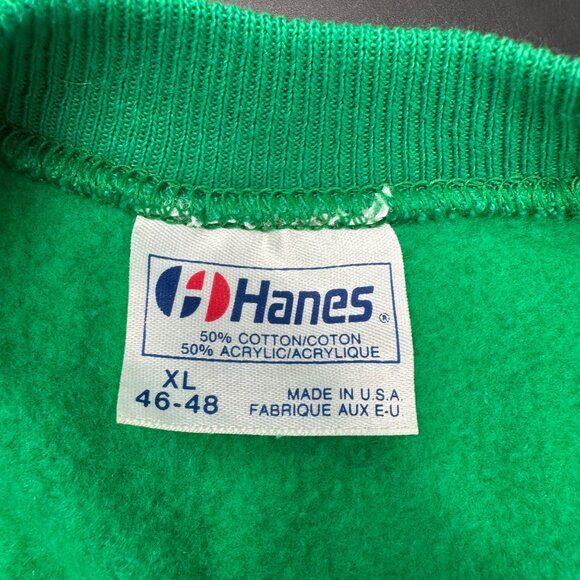 Hanes®
50% COTTON/COTON
50% ACRYLIC/ACRYLIQUE
XL
46-48
MADE IN U.S.A
FABRIQUE AUX E-U